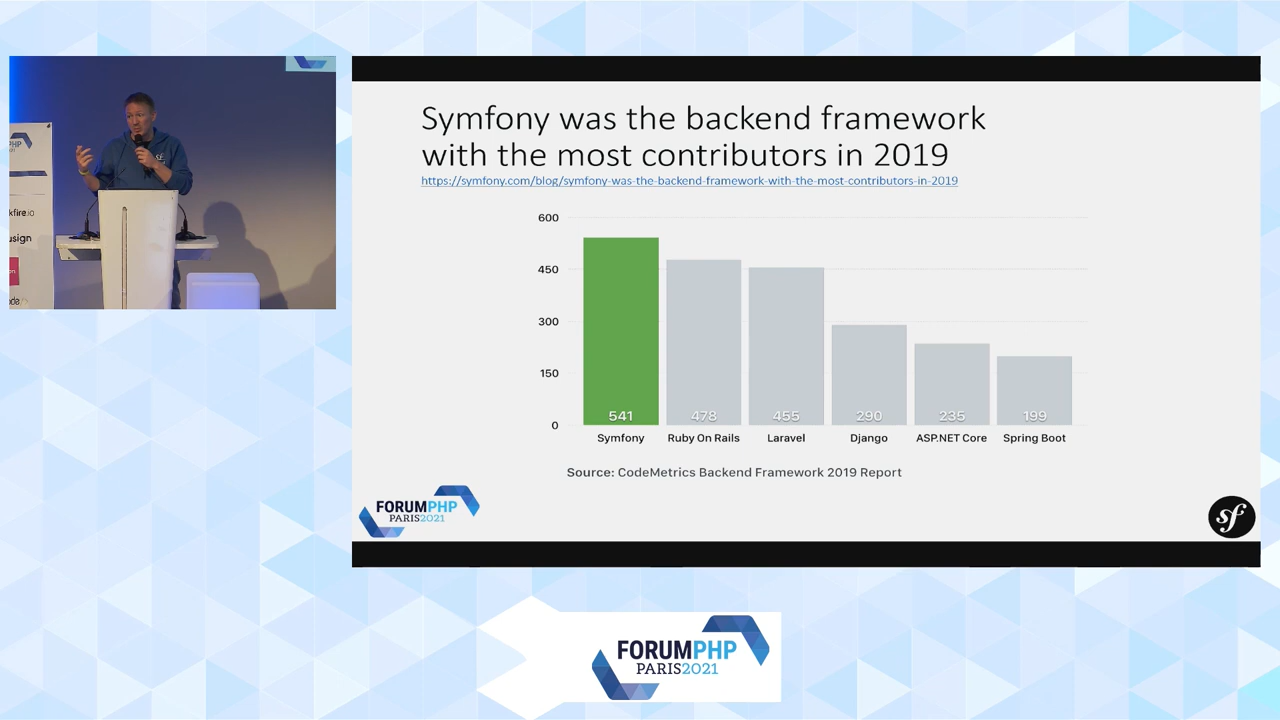 Symfony was the backend framework
with the most contributors in 2019
https://symfony.com/blog/symfony-was-the-backend-framework-with-the-most-contributors-in-2019
600
450
300
150
0
541
478
455
290
235
199
Symfony
Ruby On Rails
Laravel
Django
ASP.NET Core
Spring Boot
Source: CodeMetrics Backend Framework 2019 Report
FORUMPHP
PARIS2021
sf
FORUMPHP
PARIS2021